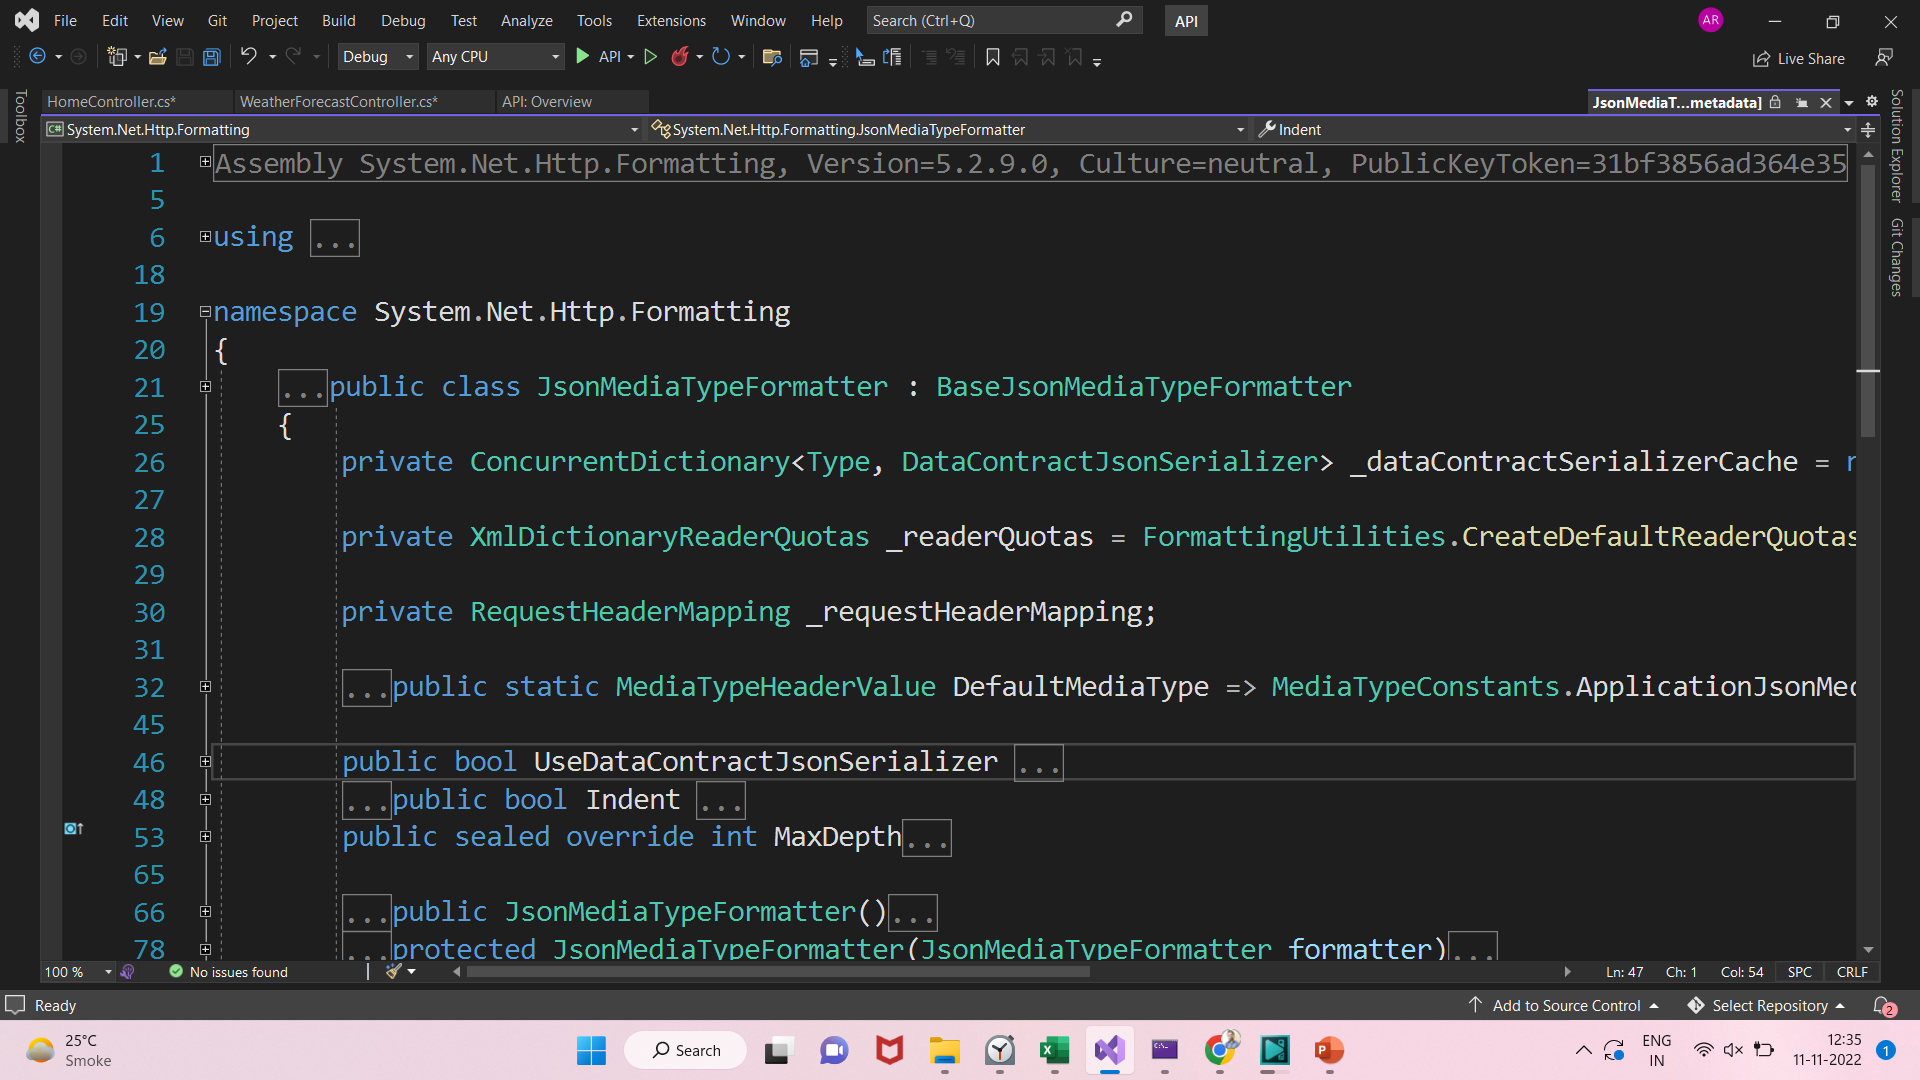 File Edit View Git Project Build Debug Test Analyze Tools Extensions Window Help Search (Ctrl+Q) API AR
Debug Any CPU API Live Share
Toolbox
HomeController.cs* WeatherForecastController.cs* API: Overview JsonMediaT...metadata]
C# System.Net.Http.Formatting System.Net.Http.Formatting.JsonMediaTypeFormatter Indent
Solution Explorer
Git Changes
1 Assembly System.Net.Http.Formatting, Version=5.2.9.0, Culture=neutral, PublicKeyToken=31bf3856ad364e35
5
6 using ...
18
19 namespace System.Net.Http.Formatting
20 {
21 ...public class JsonMediaTypeFormatter : BaseJsonMediaTypeFormatter
25 {
26 private ConcurrentDictionary<Type, DataContractJsonSerializer> _dataContractSerializerCache =
27
28 private XmlDictionaryReaderQuotas _readerQuotas = FormattingUtilities.CreateDefaultReaderQuotas
29
30 private RequestHeaderMapping _requestHeaderMapping;
31
32 ...public static MediaTypeHeaderValue DefaultMediaType => MediaTypeConstants.ApplicationJsonMed
45
46 public bool UseDataContractJsonSerializer ...
48 ...public bool Indent ...
53 public sealed override int MaxDepth...
65
66 ...public JsonMediaTypeFormatter()...
78 ...protected JsonMediaTypeFormatter(JsonMediaTypeFormatter formatter)...
100 % No issues found Ln: 47 Ch: 1 Col: 54 SPC CRLF
Ready Add to Source Control Select Repository 2
25°C
Smoke
Search
ENG
IN
12:35
11-11-2022
1